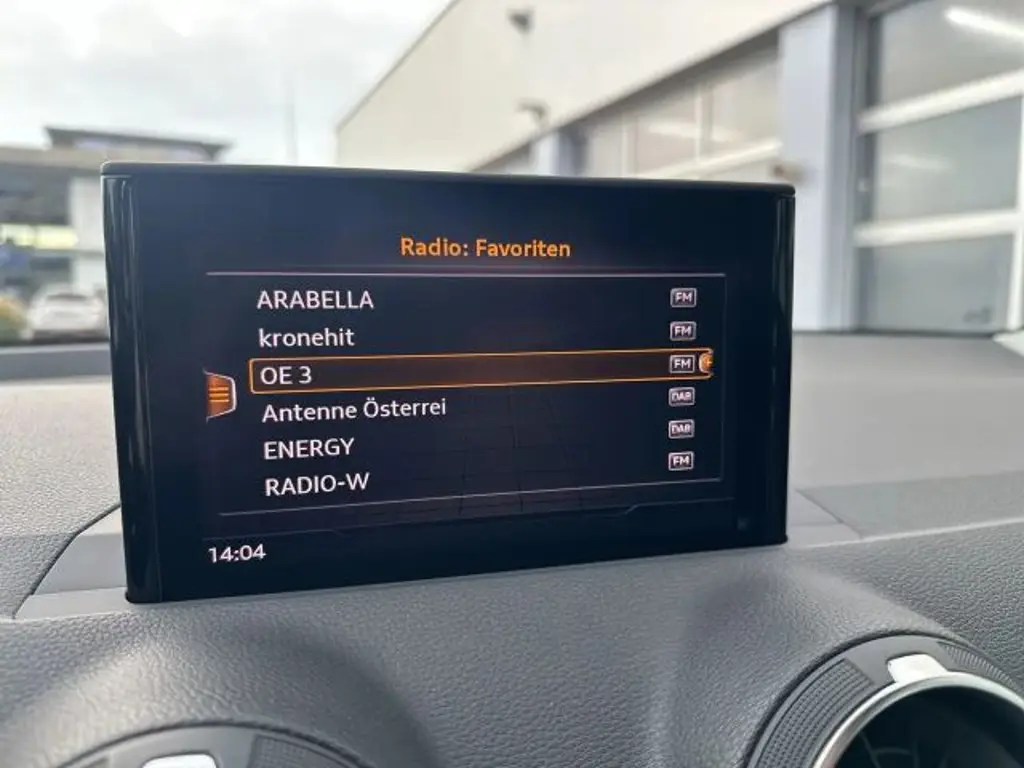 Radio: Favoriten
ARABELLA FM
kronehit FM
OE 3 FM
Antenne Österrei DAB
ENERGY DAB
RADIO-W FM
14:04